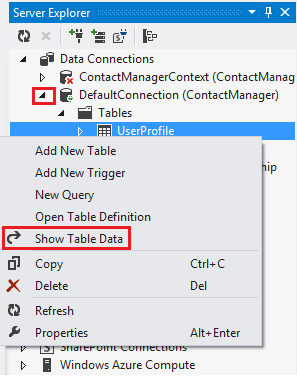 Server Explorer
Data Connections
ContactManagerContext (ContactManag
DefaultConnection (ContactManager)
Tables
UserProfile
Add New Table
Add New Trigger
ship
New Query
Open Table Definition
Show Table Data
Copy Ctrl+C
Delete Del
Refresh
Properties Alt+Enter
SharePoint Connections
Windows Azure Compute